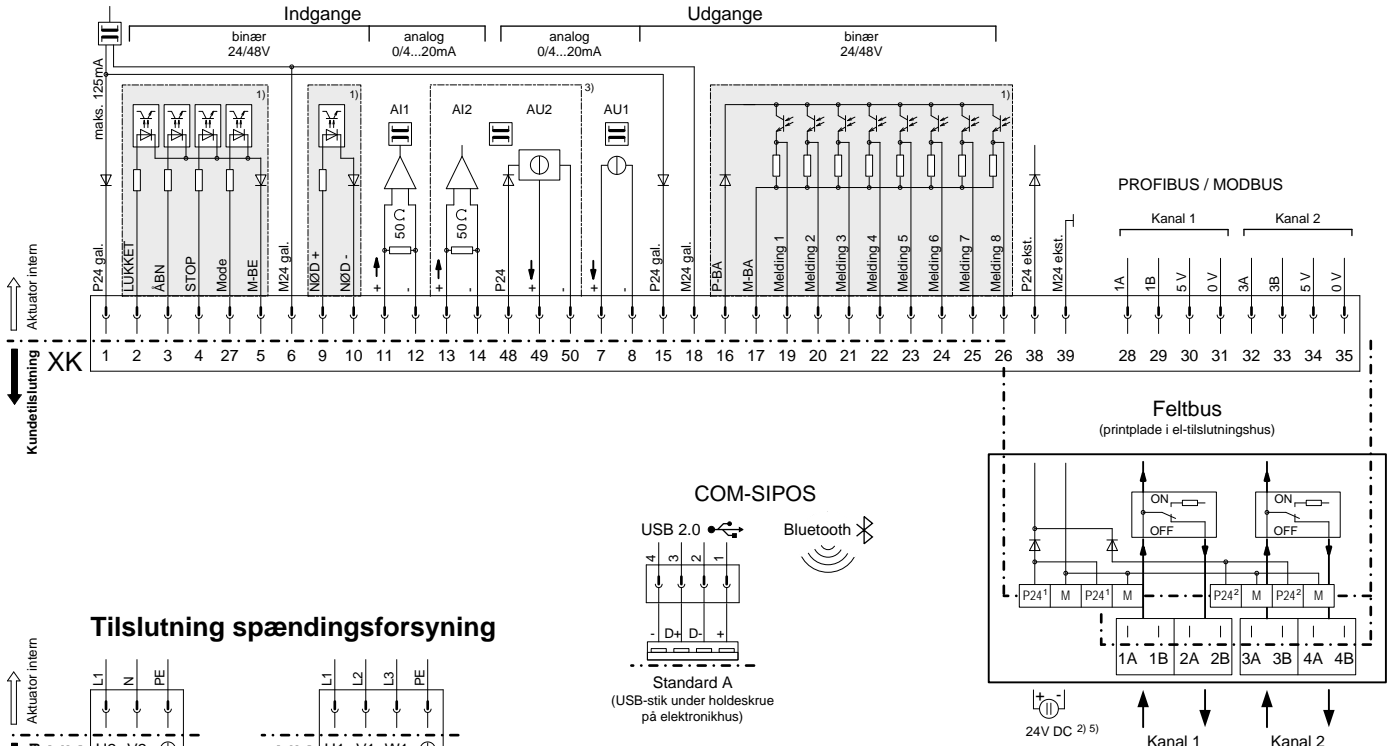 Indgange
Udgange
binær
24/48V
analog
0/4...20mA
analog
0/4...20mA
binær
24/48V
maks. 125mA
1)
1)
AI1
AI2
AU2
3)
AU1
1)
50 Ω
50 Ω
PROFIBUS / MODBUS
Kanal 1
Kanal 2
Aktuator intern
P24 gal.
LUKKET
ÅBN
STOP
Mode
M-BE
M24 gal.
NØD +
NØD -
+
-
+
-
P24
+
-
+
-
P24 gal.
M24 gal.
P-BA
M-BA
Melding 1
Melding 2
Melding 3
Melding 4
Melding 5
Melding 6
Melding 7
Melding 8
P24 ekst.
M24 ekst.
1A
1B
5 V
0 V
3A
3B
5 V
0 V
Kundetilslutning
XK 1 2 3 4 27 5 6 9 10 11 12 13 14 48 49 50 7 8 15 18 16 17 19 20 21 22 23 24 25 26 38 39 28 29 30 31 32 33 34 35
Feltbus
(printplade i el-tilslutningshus)
ON
OFF
ON
OFF
P24¹ M P24¹ M P24² M P24² M
1A 1B 2A 2B 3A 3B 4A 4B
+ -
24V DC 2) 5)
Kanal 1
Kanal 2
COM-SIPOS
USB 2.0
Bluetooth
4 3 2 1
- D+ D- +
Standard A
(USB-stik under holdeskrue
på elektronikhus)
Tilslutning spændingsforsyning
Aktuator intern
L1 N PE
L1 L2 L3 PE
U2 V2
U1 V1 W1